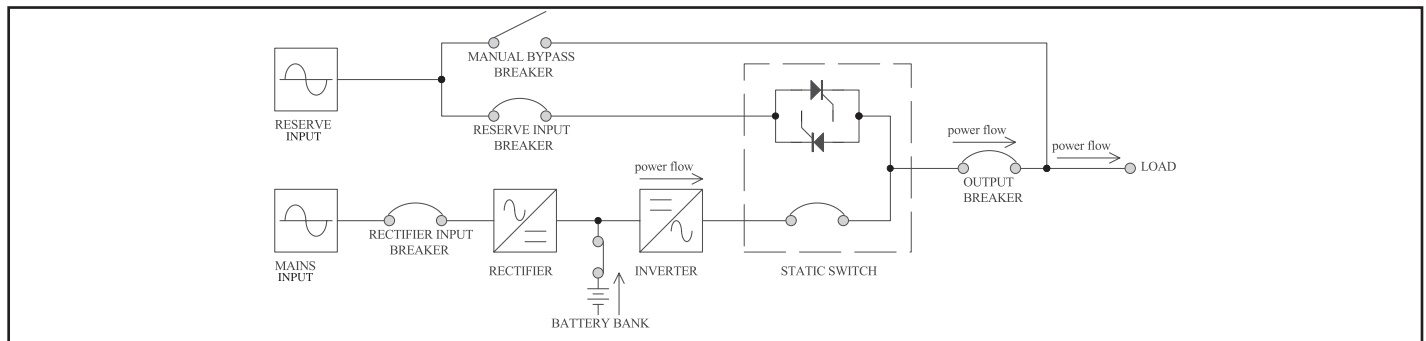 MANUAL BYPASS
BREAKER
RESERVE
INPUT
RESERVE INPUT
BREAKER
power flow
power flow
power flow
LOAD
OUTPUT
BREAKER
RECTIFIER INPUT
BREAKER
MAINS
INPUT
RECTIFIER
INVERTER
STATIC SWITCH
BATTERY BANK